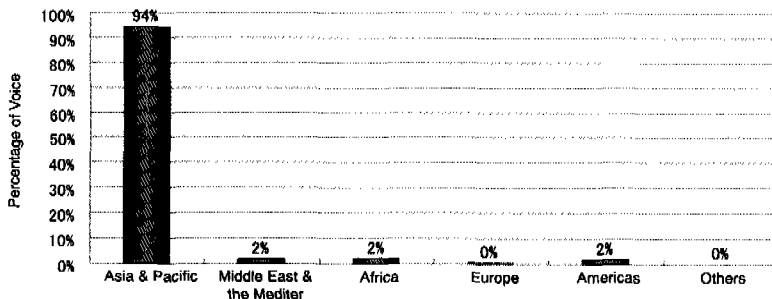 94%
100%
90%
80%
70%
60%
50%
40%
30%
20%
10%
0%
Percentage of Voice
2%
2%
0%
2%
0%
Asia & Pacific
Middle East &
the Mediter
Africa
Europe
Americas
Others